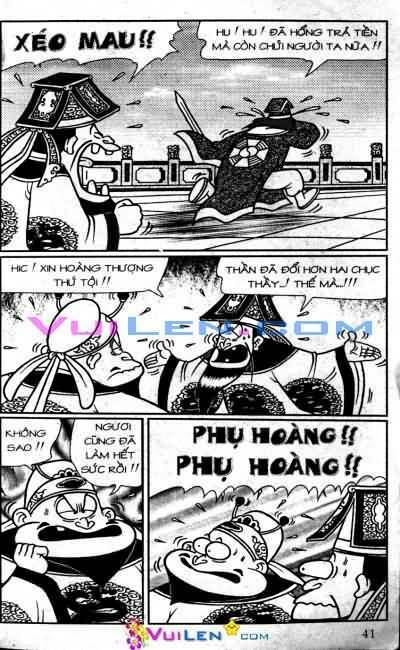 XÉO MAU!!
HU! HU! ĐÃ HỔNG TRẢ TIỀN
MÀ CÒN CHỬI NGƯỜI TA NỮA!!
HIC! XIN HOÀNG THƯỢNG
THỨ TỘI!!
THẦN ĐÃ ĐỔI HƠN HAI CHỤC
THẦY...! THẾ MÀ...!!!
VuiLen.com
KHÔNG
SAO!!
NGƯƠI
CŨNG ĐÃ
LÀM HẾT
SỨC RỒI!!
PHỤ HOÀNG!!
PHỤ HOÀNG!!
41
VuiLen.com